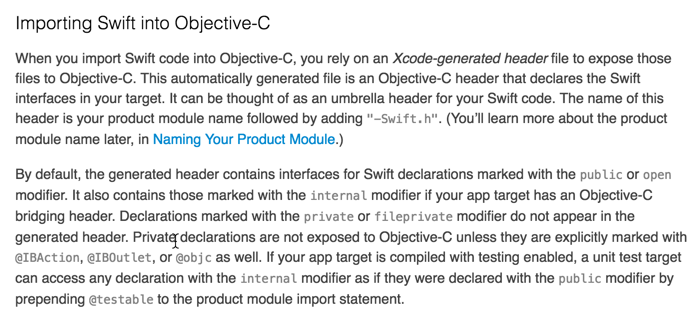 Importing Swift into Objective-C
When you import Swift code into Objective-C, you rely on an Xcode-generated header file to expose those
files to Objective-C. This automatically generated file is an Objective-C header that declares the Swift
interfaces in your target. It can be thought of as an umbrella header for your Swift code. The name of this
header is your product module name followed by adding "-Swift.h". (You'll learn more about the product
module name later, in Naming Your Product Module.)
By default, the generated header contains interfaces for Swift declarations marked with the public or open
modifier. It also contains those marked with the internal modifier if your app target has an Objective-C
bridging header. Declarations marked with the private or fileprivate modifier do not appear in the
generated header. Private declarations are not exposed to Objective-C unless they are explicitly marked with
@IBAction, @IBOutlet, or @objc as well. If your app target is compiled with testing enabled, a unit test target
can access any declaration with the internal modifier as if they were declared with the public modifier by
prepending @testable to the product module import statement.